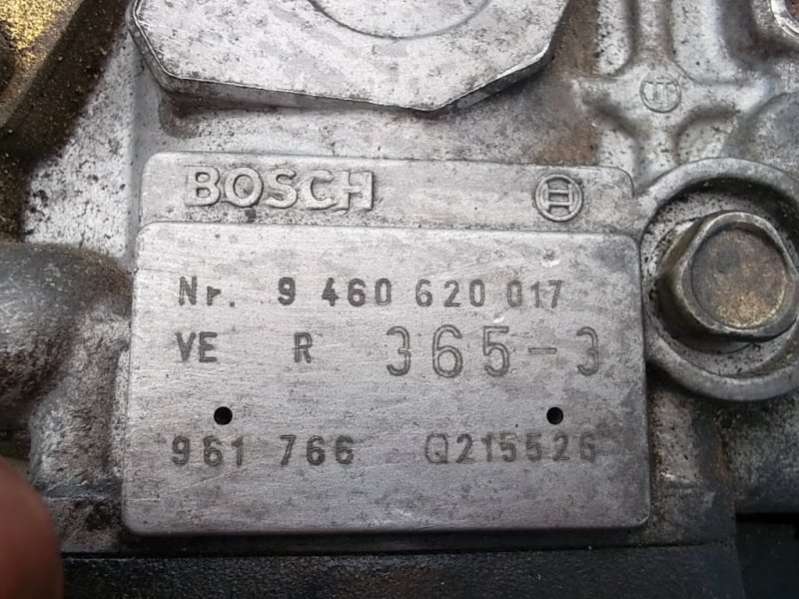 BOSCH
Nr. 9 460 620 017
VE R 365-3
961 766 Q215526